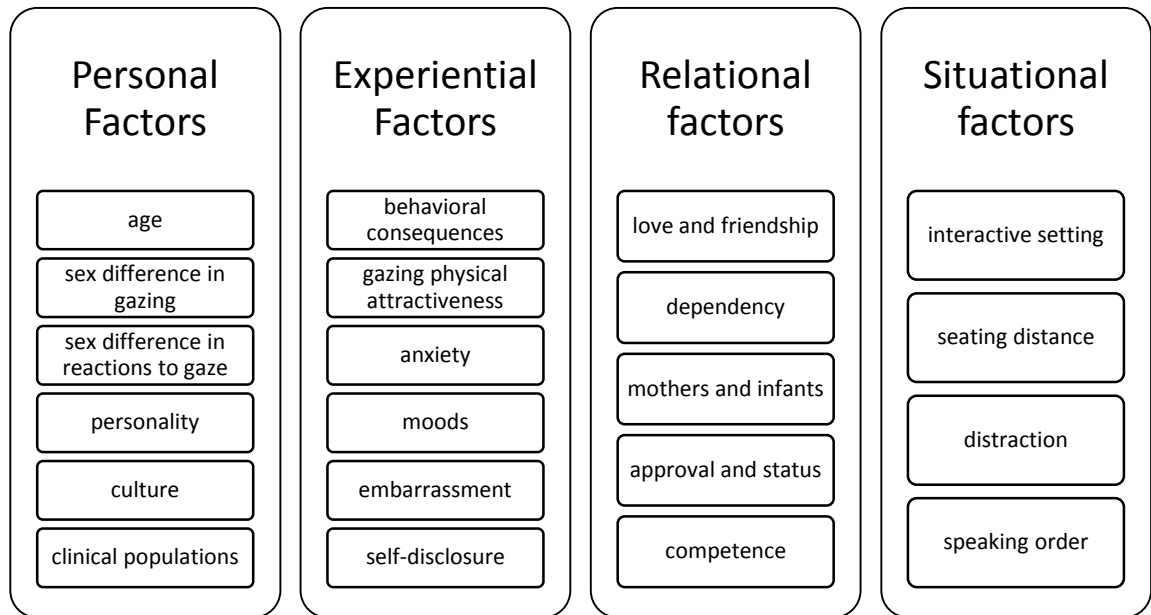 Personal
Factors
age
sex difference in
gazing
sex difference in
reactions to gaze
personality
culture
clinical populations
Experiential
Factors
behavioral
consequences
gazing physical
attractiveness
anxiety
moods
embarrassment
self-disclosure
Relational
factors
love and friendship
dependency
mothers and infants
approval and status
competence
Situational
factors
interactive setting
seating distance
distraction
speaking order